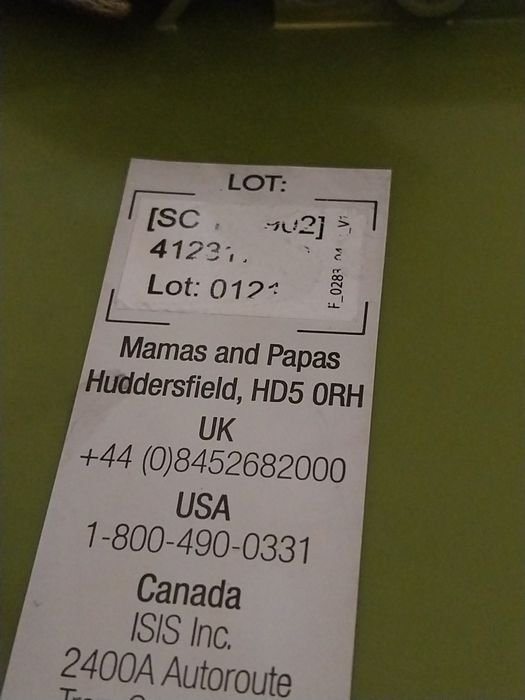 LOT:
[SC
Lot:
Mamas and Papas
Huddersfield, HD5 0RH
UK
+44 (0)8452682000
USA
1-800-490-0331
Canada
ISIS Inc.
2400A Autoroute